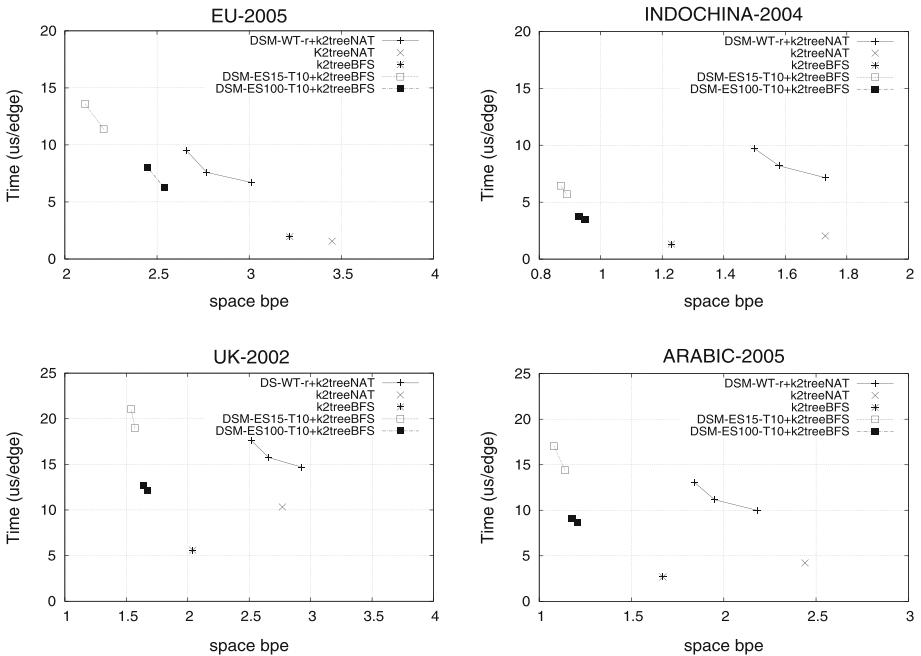 EU-2005
20
15
10
5
0
Time (us/edge)
DSM-WT-r+k2treeNAT
K2treeNAT
k2treeBFS
DSM-ES15-T10+k2treeBFS
DSM-ES100-T10+k2treeBFS
2 2.5 3 3.5 4
space bpe
INDOCHINA-2004
20
15
10
5
0
Time (us/edge)
DSM-WT-r+k2treeNAT
k2treeNAT
k2treeBFS
DSM-ES15-T10+k2treeBFS
DSM-ES100-T10+k2treeBFS
0.8 1 1.2 1.4 1.6 1.8 2
space bpe
UK-2002
25
20
15
10
5
0
Time (us/edge)
DS-WT-r+k2treeNAT
k2treeNAT
k2treeBFS
DSM-ES15-T10+k2treeBFS
DSM-ES100-T10+k2treeBFS
1 1.5 2 2.5 3 3.5 4
space bpe
ARABIC-2005
25
20
15
10
5
0
Time (us/edge)
DSM-WT-r+k2treeNAT
k2treeNAT
k2treeBFS
DSM-ES15-T10+k2treeBFS
DSM-ES100-T10+k2treeBFS
1 1.5 2 2.5 3
space bpe